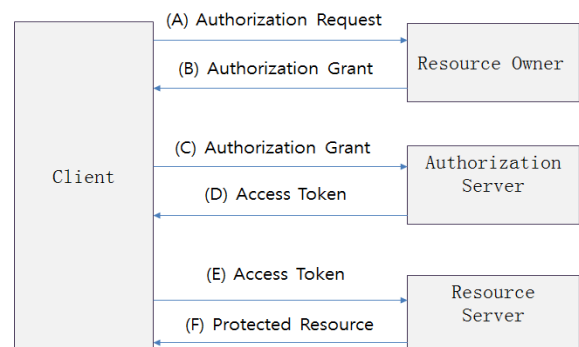 (A) Authorization Request
Resource Owner
(B) Authorization Grant
Client
(C) Authorization Grant
Authorization
Server
(D) Access Token
(E) Access Token
Resource
Server
(F) Protected Resource